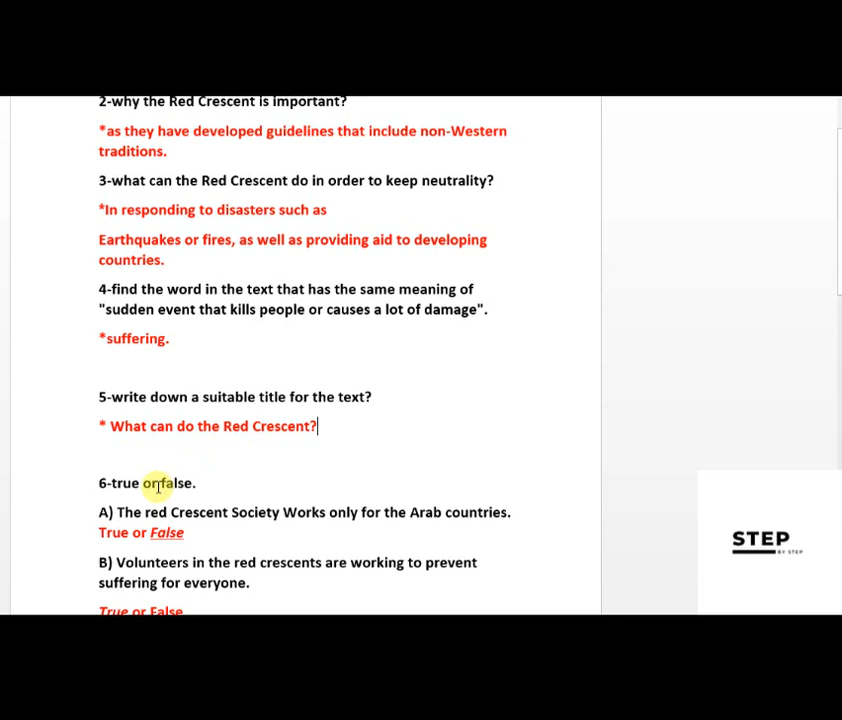 2-why the Red Crescent is important?
*as they have developed guidelines that include non-Western
traditions.
3-what can the Red Crescent do in order to keep neutrality?
*In responding to disasters such as
Earthquakes or fires, as well as providing aid to developing
countries.
4-find the word in the text that has the same meaning of
"sudden event that kills people or causes a lot of damage".
*suffering.
5-write down a suitable title for the text?
* What can do the Red Crescent?
6-true or false.
A) The red Crescent Society Works only for the Arab countries.
True or False
B) Volunteers in the red crescents are working to prevent
suffering for everyone.
True or False
STEP
BY STEP